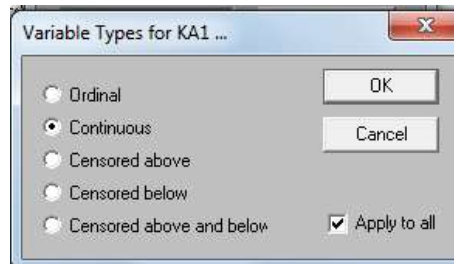 Variable Types for KA1 ...
Ordinal
Continuous
Censored above
Censored below
Censored above and below
OK
Cancel
Apply to all